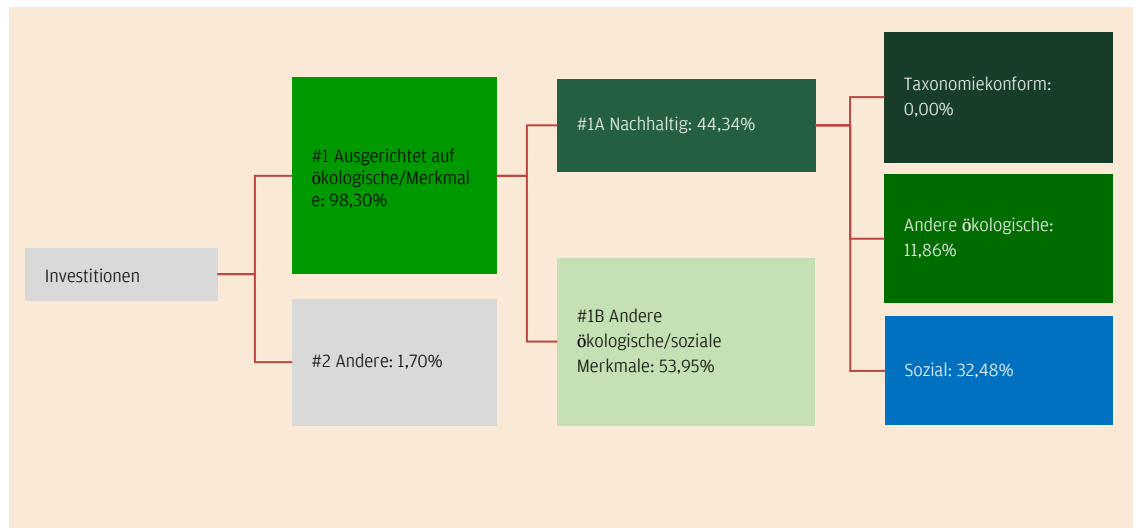 Investitionen
#1 Ausgerichtet auf
ökologische/Merkmal
e: 98,30%
#2 Andere: 1,70%
#1A Nachhaltig: 44,34%
#1B Andere
ökologische/soziale
Merkmale: 53,95%
Taxonomiekonform:
0,00%
Andere ökologische:
11,86%
Sozial: 32,48%